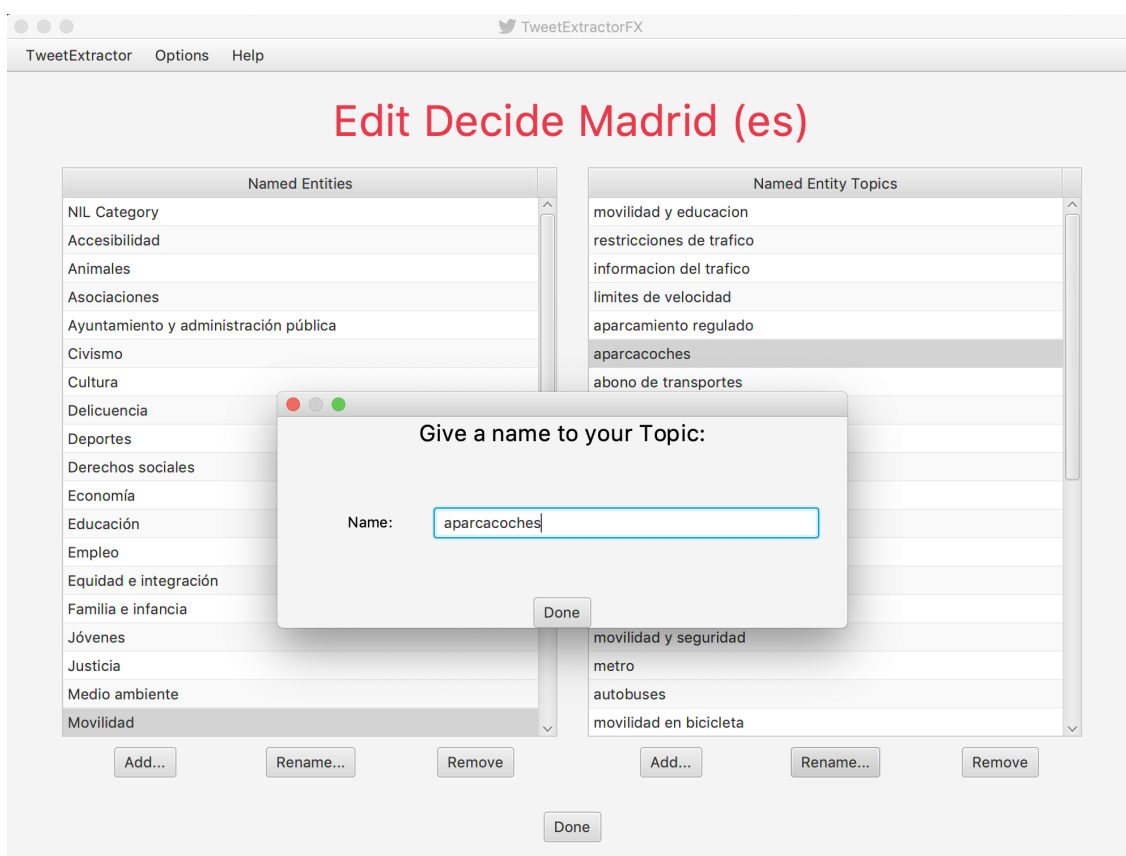 TweetExtractorFX
TweetExtractor Options Help
Edit Decide Madrid (es)
Named Entities
NIL Category
Accesibilidad
Animales
Asociaciones
Ayuntamiento y administración pública
Civismo
Cultura
Delicuencia
Deportes
Derechos sociales
Economía
Educación
Empleo
Equidad e integración
Familia e infancia
Jóvenes
Justicia
Medio ambiente
Movilidad
Add...
Rename...
Remove
Named Entity Topics
movilidad y educacion
restricciones de trafico
informacion del trafico
limites de velocidad
aparcamiento regulado
aparcacoches
abono de transportes
movilidad y seguridad
metro
autobuses
movilidad en bicicleta
Add...
Rename...
Remove
Give a name to your Topic:
Name: aparcacoches
Done
Done